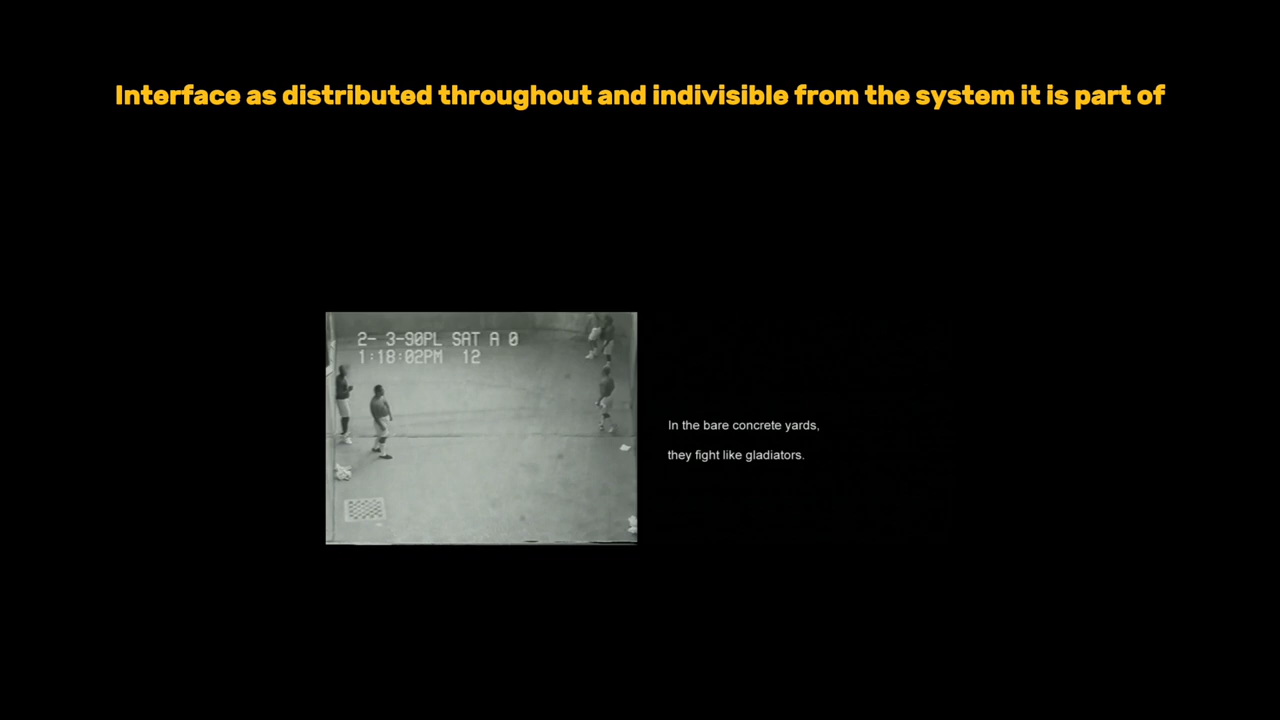 Interface as distributed throughout and indivisible from the system it is part of
2- 3-90PL SAT A 0
1:18:02PM 12
In the bare concrete yards,
they fight like gladiators.